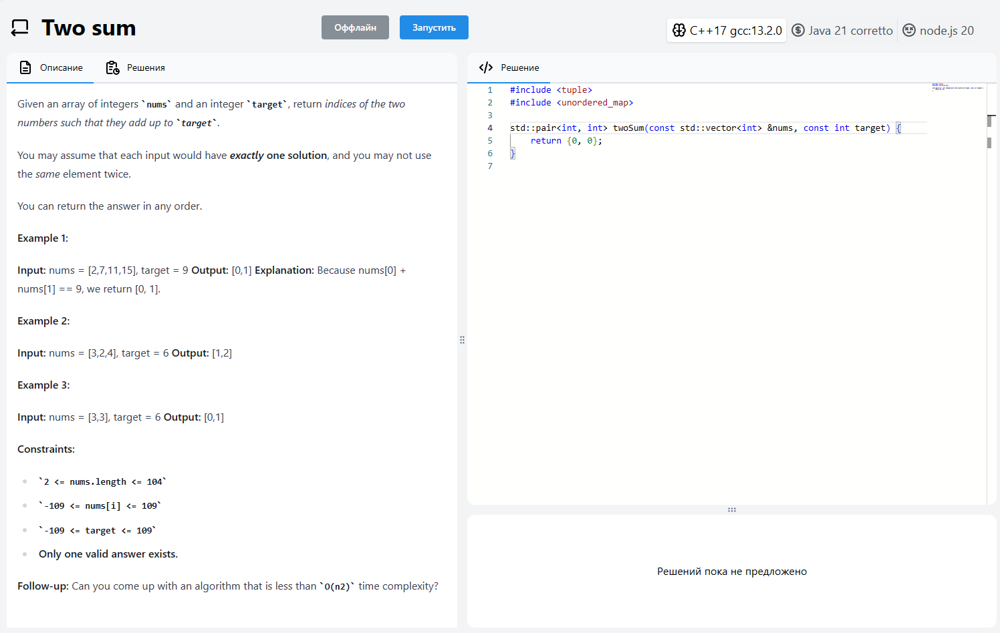 Two sum
Оффлайн
Запустить
C++17 gcc:13.2.0
Java 21 corretto
node.js 20
Описание
Решения
Given an array of integers `nums` and an integer `target`, return indices of the two
numbers such that they add up to `target`.
You may assume that each input would have exactly one solution, and you may not use
the same element twice.
You can return the answer in any order.
Example 1:
Input: nums = [2,7,11,15], target = 9 Output: [0,1] Explanation: Because nums[0] +
nums[1] == 9, we return [0, 1].
Example 2:
Input: nums = [3,2,4], target = 6 Output: [1,2]
Example 3:
Input: nums = [3,3], target = 6 Output: [0,1]
Constraints:
`2 <= nums.length <= 104`
`-109 <= nums[i] <= 109`
`-109 <= target <= 109`
Only one valid answer exists.
Follow-up: Can you come up with an algorithm that is less than `O(n2)` time complexity?
Решение
1 #include <tuple>
2 #include <unordered_map>
3
4 std::pair<int, int> twoSum(const std::vector<int> &nums, const int target) {
5     return {0, 0};
6 }
7
Решений пока не предложено